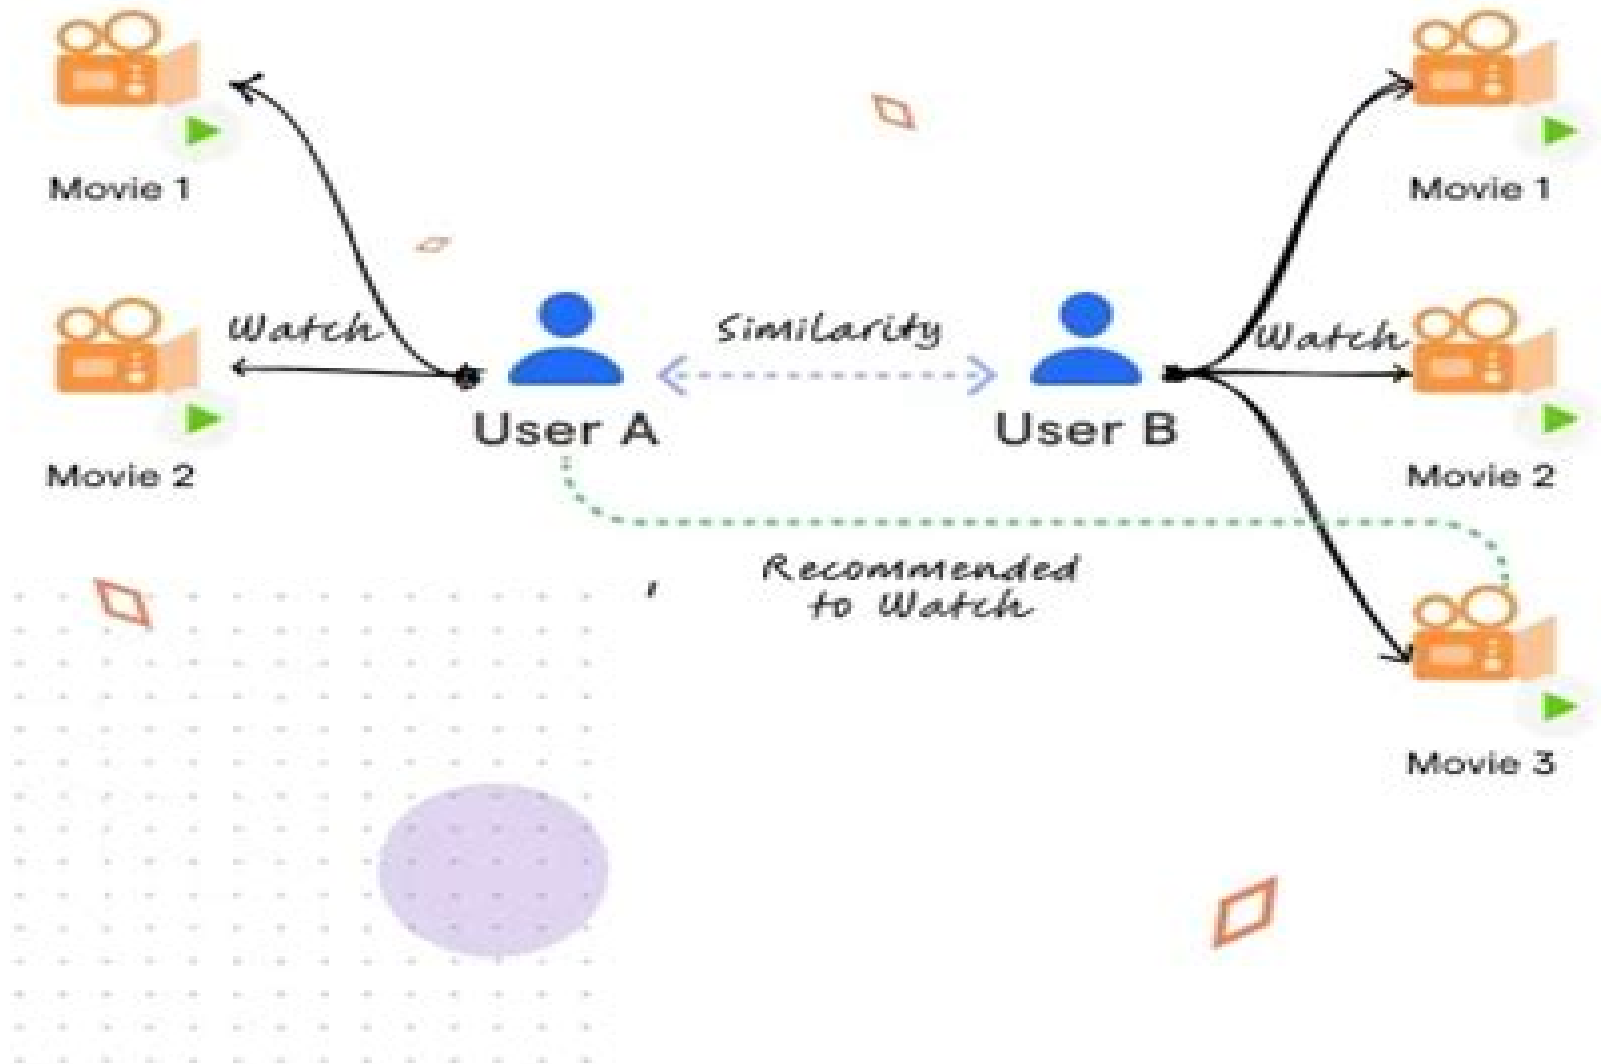 Movie 1
Movie 1
Watch
Similarity
Watch
User A
User B
Movie 2
Movie 2
Recommended
to Watch
Movie 3